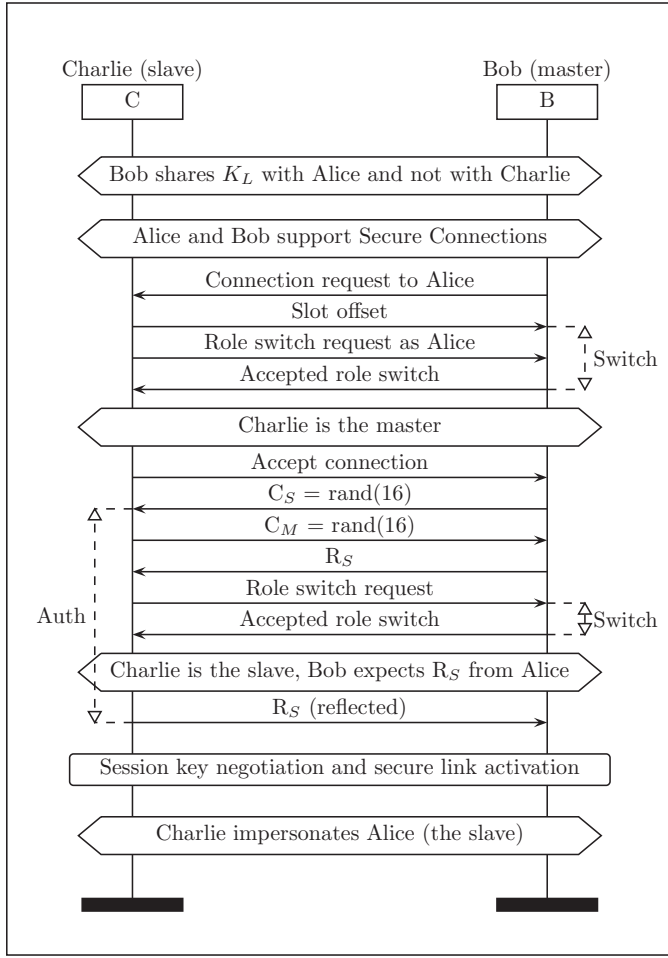 Charlie (slave) Bob (master)
C B
Bob shares K_L with Alice and not with Charlie
Alice and Bob support Secure Connections
Connection request to Alice
Slot offset
Role switch request as Alice
Switch
Accepted role switch
Charlie is the master
Accept connection
C_S = rand(16)
C_M = rand(16)
R_S
Role switch request
Auth
Switch
Accepted role switch
Charlie is the slave, Bob expects R_S from Alice
R_S (reflected)
Session key negotiation and secure link activation
Charlie impersonates Alice (the slave)